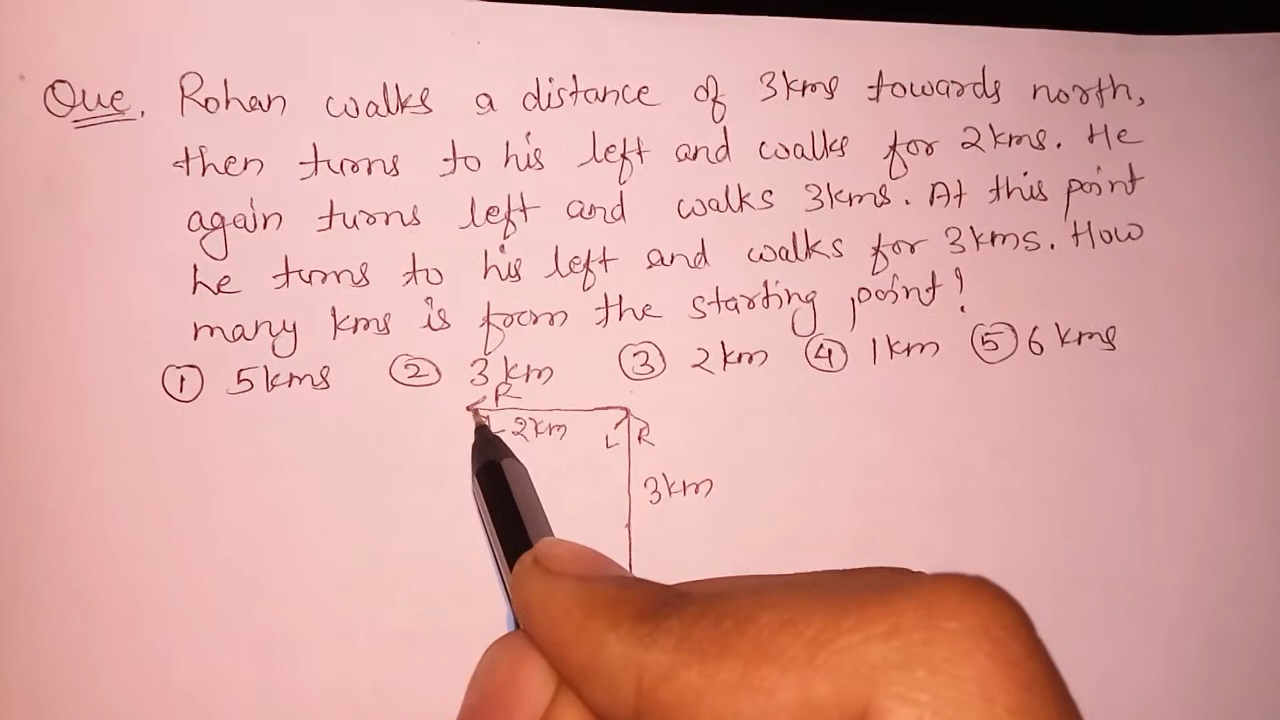 Que. Rohan walks a distance of 3kms towards north,
then turns to his left and walks for 2kms. He
again turns left and walks 3kms. At this point
he turns to his left and walks for 3kms. How
many kms is from the starting point?
① 5kms ② 3km ③ 2km ④ 1km ⑤ 6kms
R
L 2km L R
3km